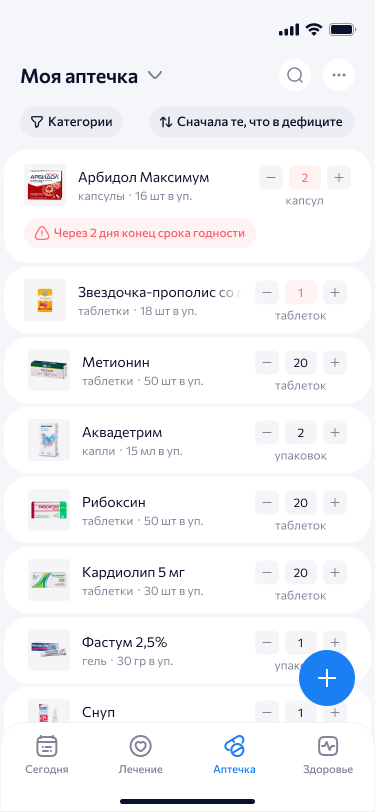 Моя аптечка
Категории
Сначала те, что в дефиците
Арбидол Максимум
капсулы · 16 шт в уп.
2
капсул
Через 2 дня конец срока годности
Звездочка-прополис со
таблетки · 18 шт в уп.
1
таблеток
Метионин
таблетки · 50 шт в уп.
20
таблеток
Аквадетрим
капли · 15 мл в уп.
2
упаковок
Рибоксин
таблетки · 50 шт в уп.
20
таблеток
Кардиолип 5 мг
таблетки · 30 шт в уп.
20
таблеток
Фастум 2,5%
гель · 30 гр в уп.
1
Снуп
1
Сегодня
Лечение
Аптечка
Здоровье